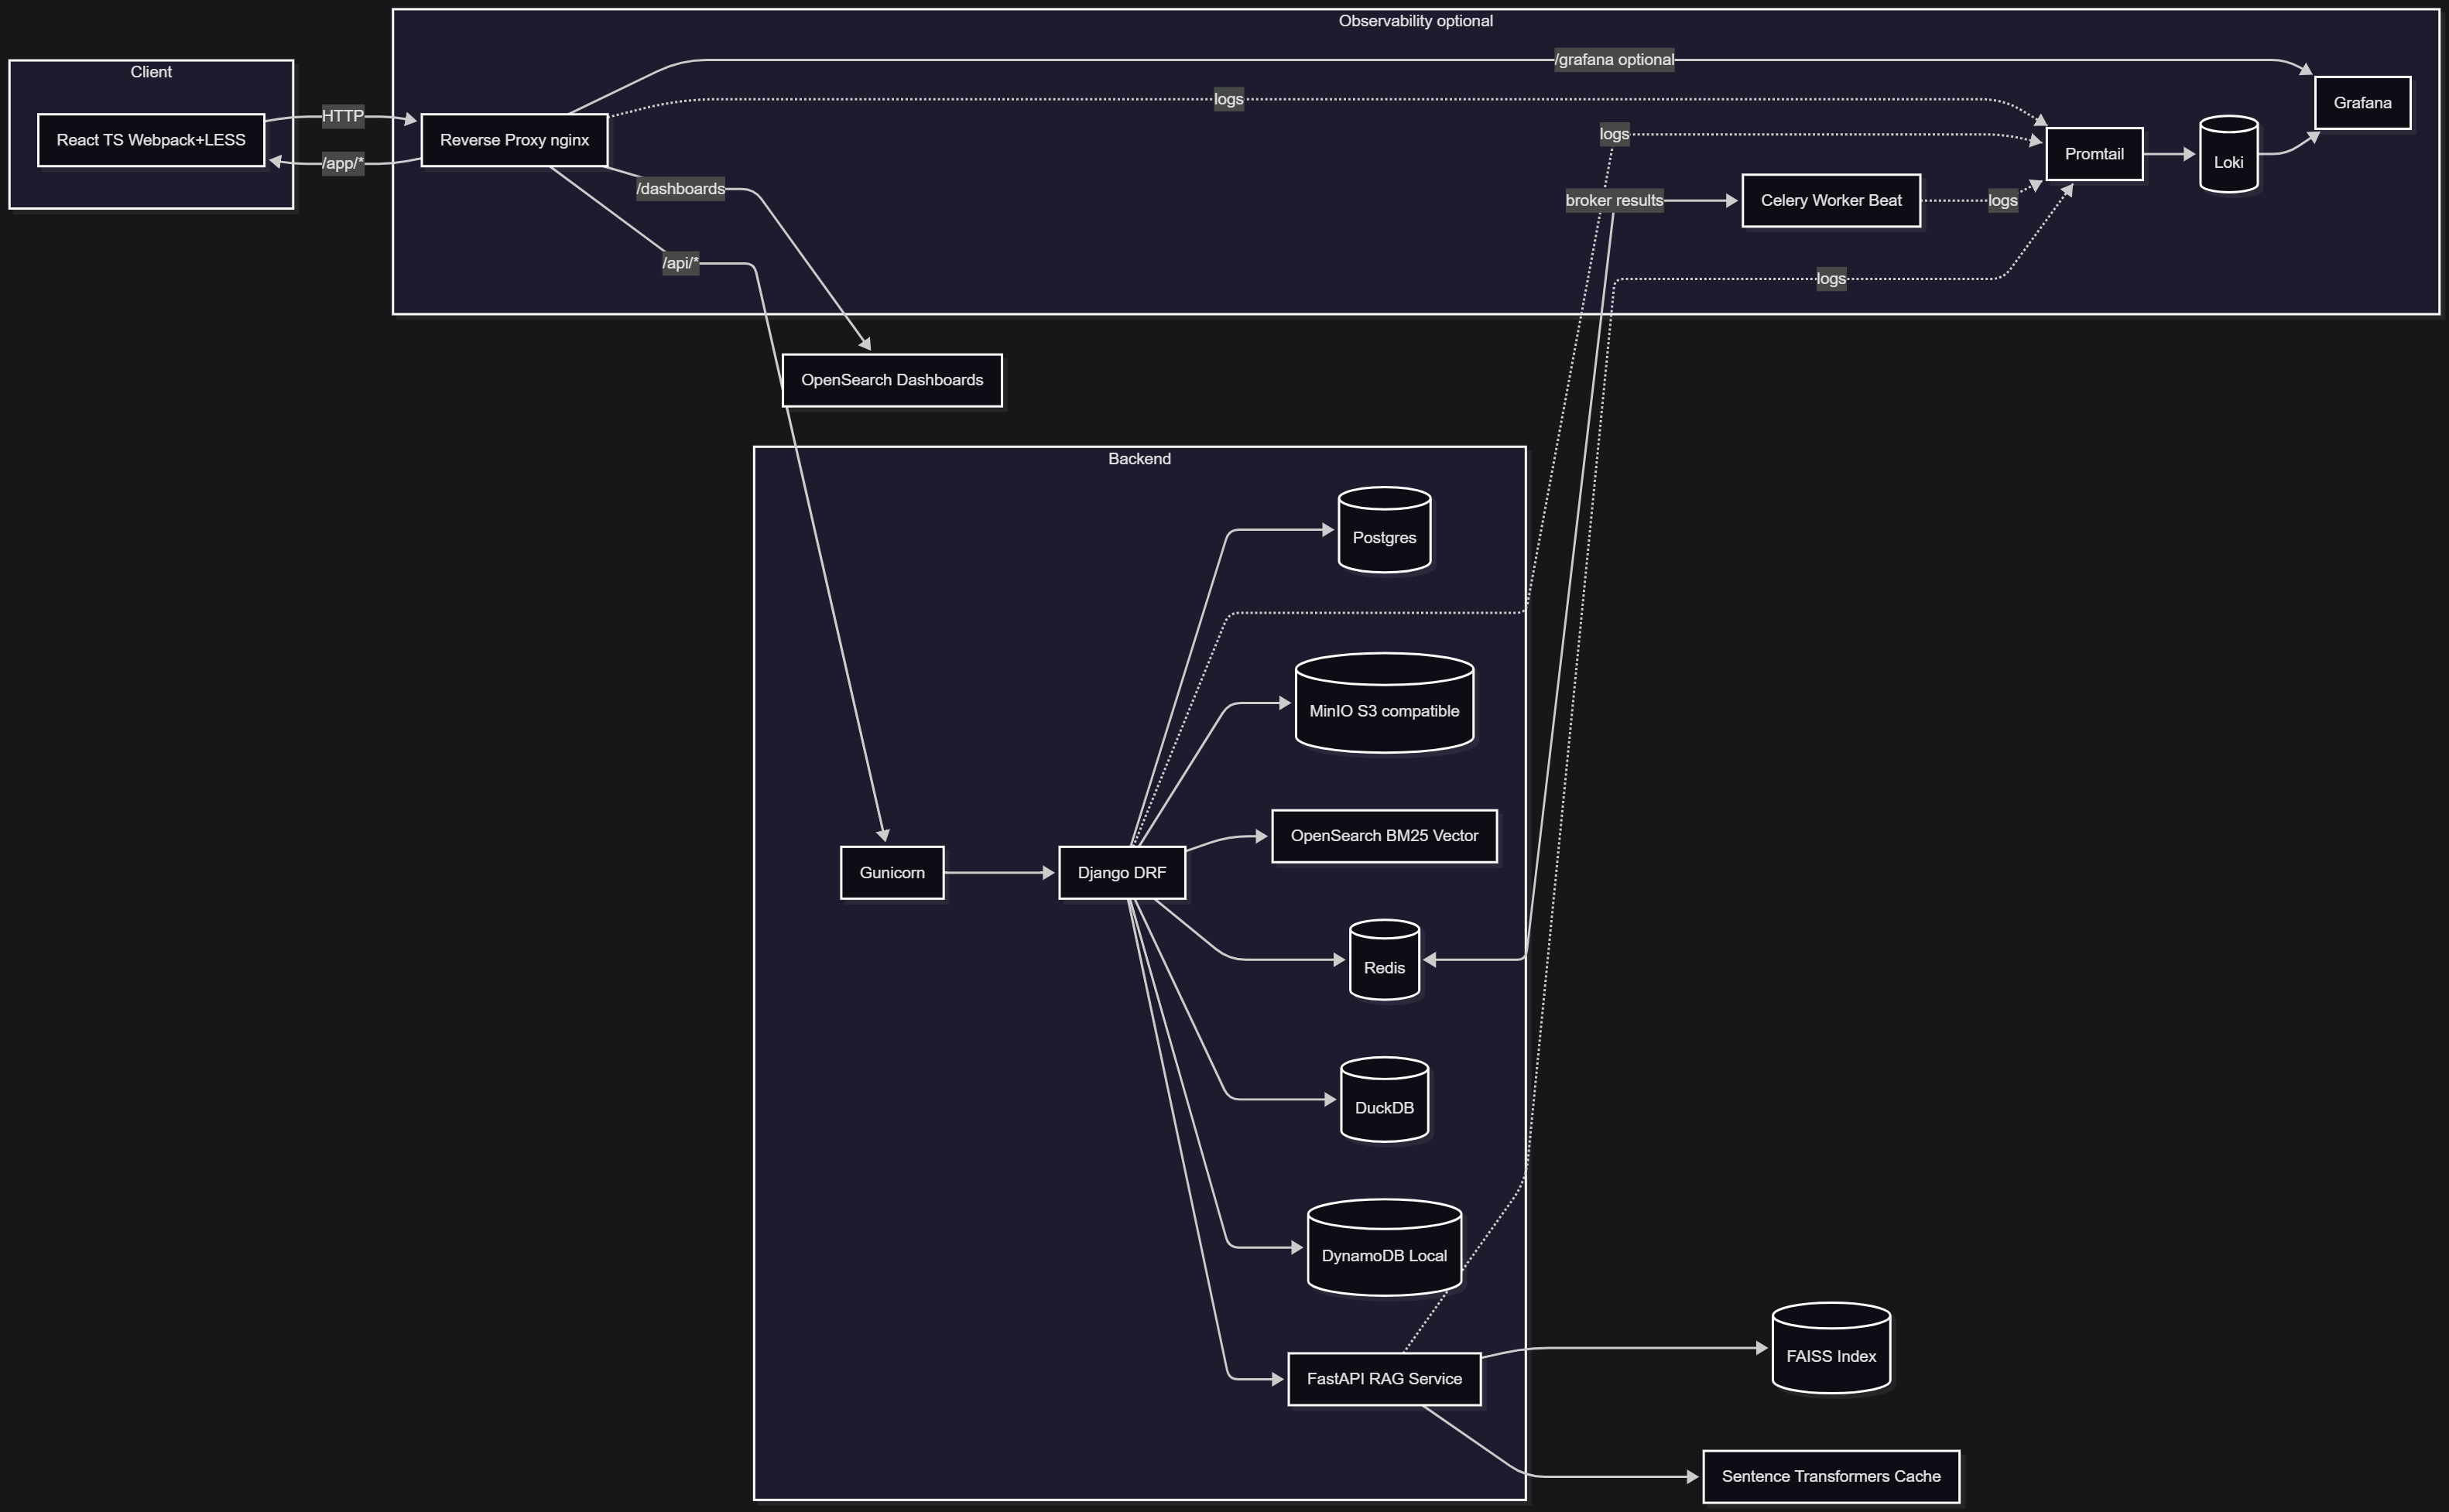 Observability optional
Client
/grafana optional
logs
Grafana
HTTP
React TS Webpack+LESS
Reverse Proxy nginx
logs
Promtail
Loki
/app/*
/dashboards
broker results
Celery Worker Beat
logs
/api/*
logs
OpenSearch Dashboards
Backend
Postgres
MinIO S3 compatible
OpenSearch BM25 Vector
Gunicorn
Django DRF
Redis
DuckDB
DynamoDB Local
FAISS Index
FastAPI RAG Service
Sentence Transformers Cache